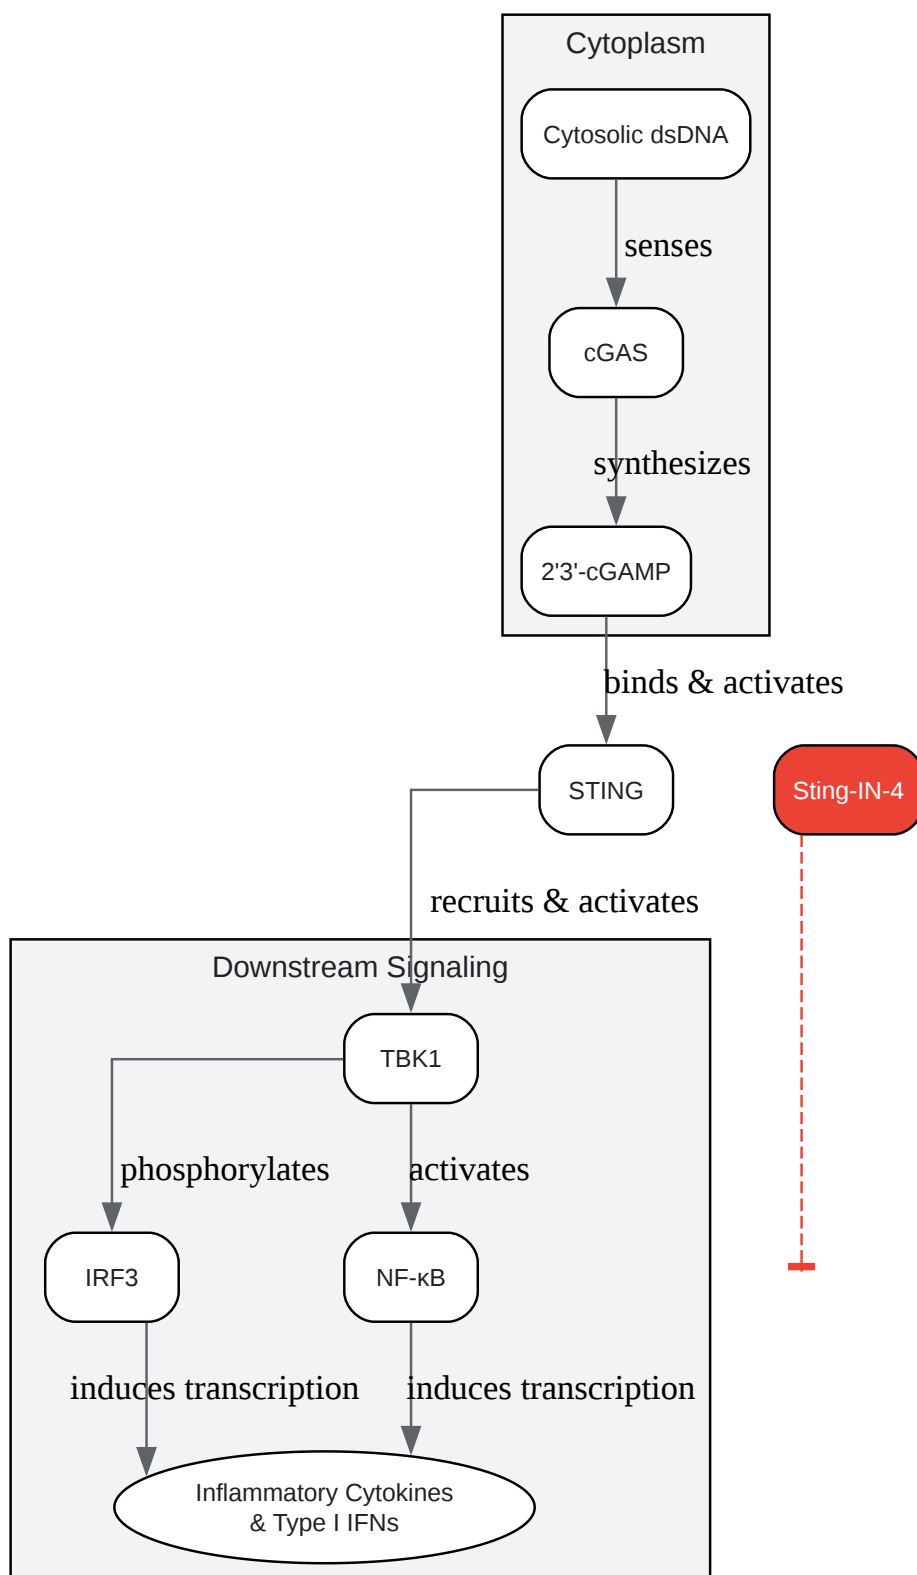 Cytoplasm
Cytosolic dsDNA
senses
cGAS
synthesizes
2'3'-cGAMP
binds & activates
STING
Sting-IN-4
recruits & activates
Downstream Signaling
TBK1
phosphorylates
activates
IRF3
NF-κB
induces transcription
induces transcription
Inflammatory Cytokines
& Type I IFNs